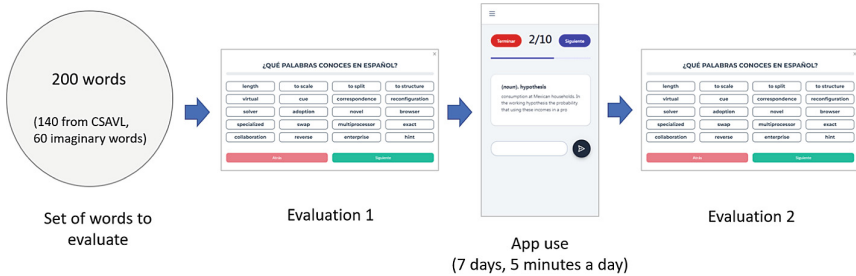 200 words
(140 from CSAVL,
60 imaginary words)
Set of words to
evaluate
¿QUÉ PALABRAS CONOCES EN ESPAÑOL?
length to scale to split to structure
virtual cue correspondence reconfiguration
solver adoption novel browser
specialized swap multiprocessor exact
collaboration reverse enterprise hint
Atrás Siguiente
Evaluation 1
Terminar 2/10 Siguiente
(noun), hypothesis
consumption at Mexican households. In
the working hypothesis the probability
that using these incomes in a pro
App use
(7 days, 5 minutes a day)
¿QUÉ PALABRAS CONOCES EN ESPAÑOL?
length to scale to split to structure
virtual cue correspondence reconfiguration
solver adoption novel browser
specialized swap multiprocessor exact
collaboration reverse enterprise hint
Atrás Siguiente
Evaluation 2